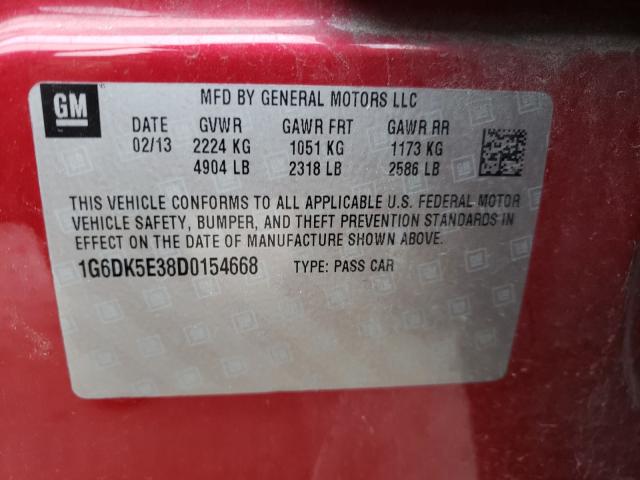 GM
MFD BY GENERAL MOTORS LLC
DATE GVWR GAWR FRT GAWR RR
02/13 2224 KG 1051 KG 1173 KG
4904 LB 2318 LB 2586 LB
THIS VEHICLE CONFORMS TO ALL APPLICABLE U.S. FEDERAL MOTOR
VEHICLE SAFETY, BUMPER, AND THEFT PREVENTION STANDARDS IN
EFFECT ON THE DATE OF MANUFACTURE SHOWN ABOVE.
1G6DK5E38D0154668 TYPE: PASS CAR